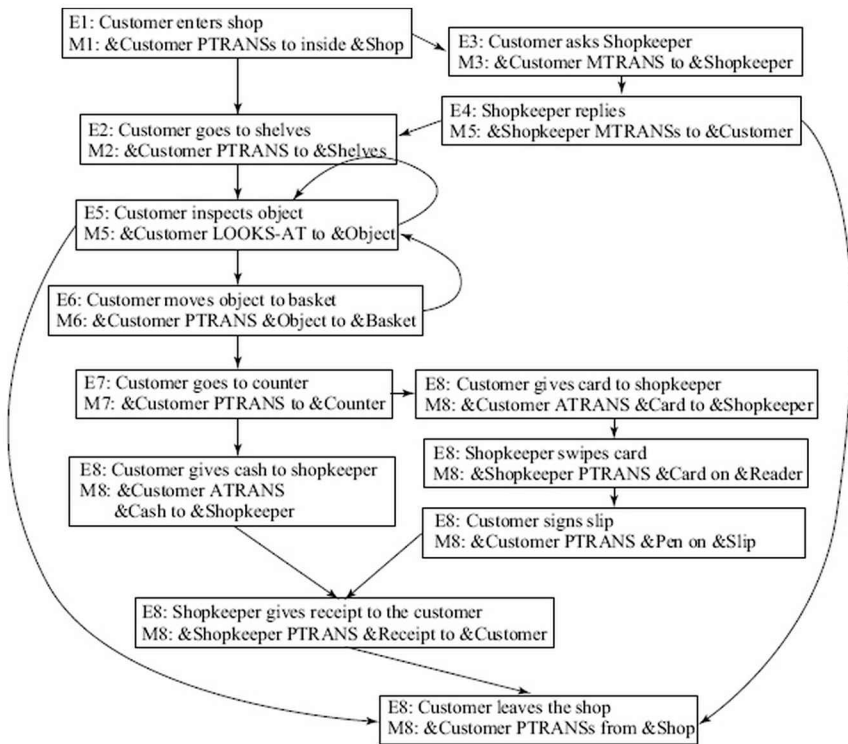 E1: Customer enters shop
M1: &Customer PTRANSs to inside &Shop
E3: Customer asks Shopkeeper
M3: &Customer MTRANS to &Shopkeeper
E4: Shopkeeper replies
M5: &Shopkeeper MTRANSs to &Customer
E2: Customer goes to shelves
M2: &Customer PTRANS to &Shelves
E5: Customer inspects object
M5: &Customer LOOKS-AT to &Object
E6: Customer moves object to basket
M6: &Customer PTRANS &Object to &Basket
E7: Customer goes to counter
M7: &Customer PTRANS to &Counter
E8: Customer gives card to shopkeeper
M8: &Customer ATRANS &Card to &Shopkeeper
E8: Shopkeeper swipes card
M8: &Shopkeeper PTRANS &Card on &Reader
E8: Customer gives cash to shopkeeper
M8: &Customer ATRANS
&Cash to &Shopkeeper
E8: Customer signs slip
M8: &Customer PTRANS &Pen on &Slip
E8: Shopkeeper gives receipt to the customer
M8: &Shopkeeper PTRANS &Receipt to &Customer
E8: Customer leaves the shop
M8: &Customer PTRANSs from &Shop